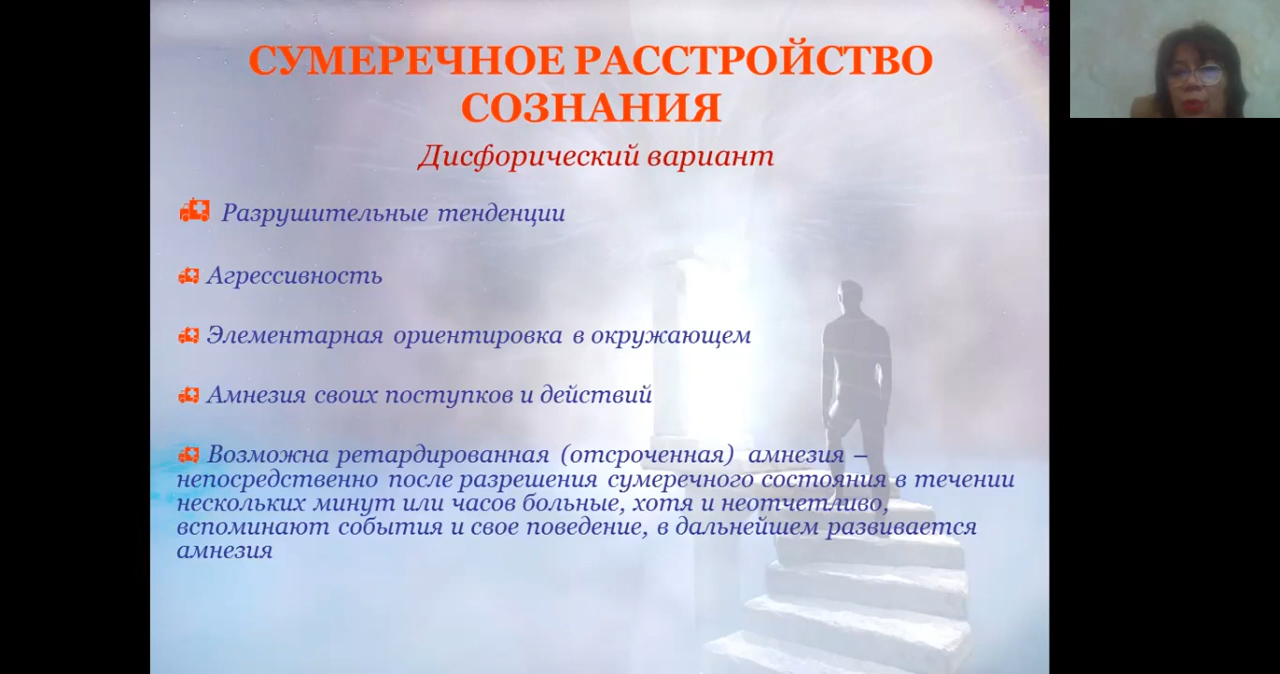 СУМЕРЕЧНОЕ РАССТРОЙСТВО
СОЗНАНИЯ
Дисфорический вариант
Разрушительные тенденции
Агрессивность
Элементарная ориентировка в окружающем
Амнезия своих поступков и действий
Возможна ретардированная (отсроченная) амнезия –
непосредственно после разрешения сумеречного состояния в течении
нескольких минут или часов больные, хотя и неотчетливо,
вспоминают события и свое поведение, в дальнейшем развивается
амнезия